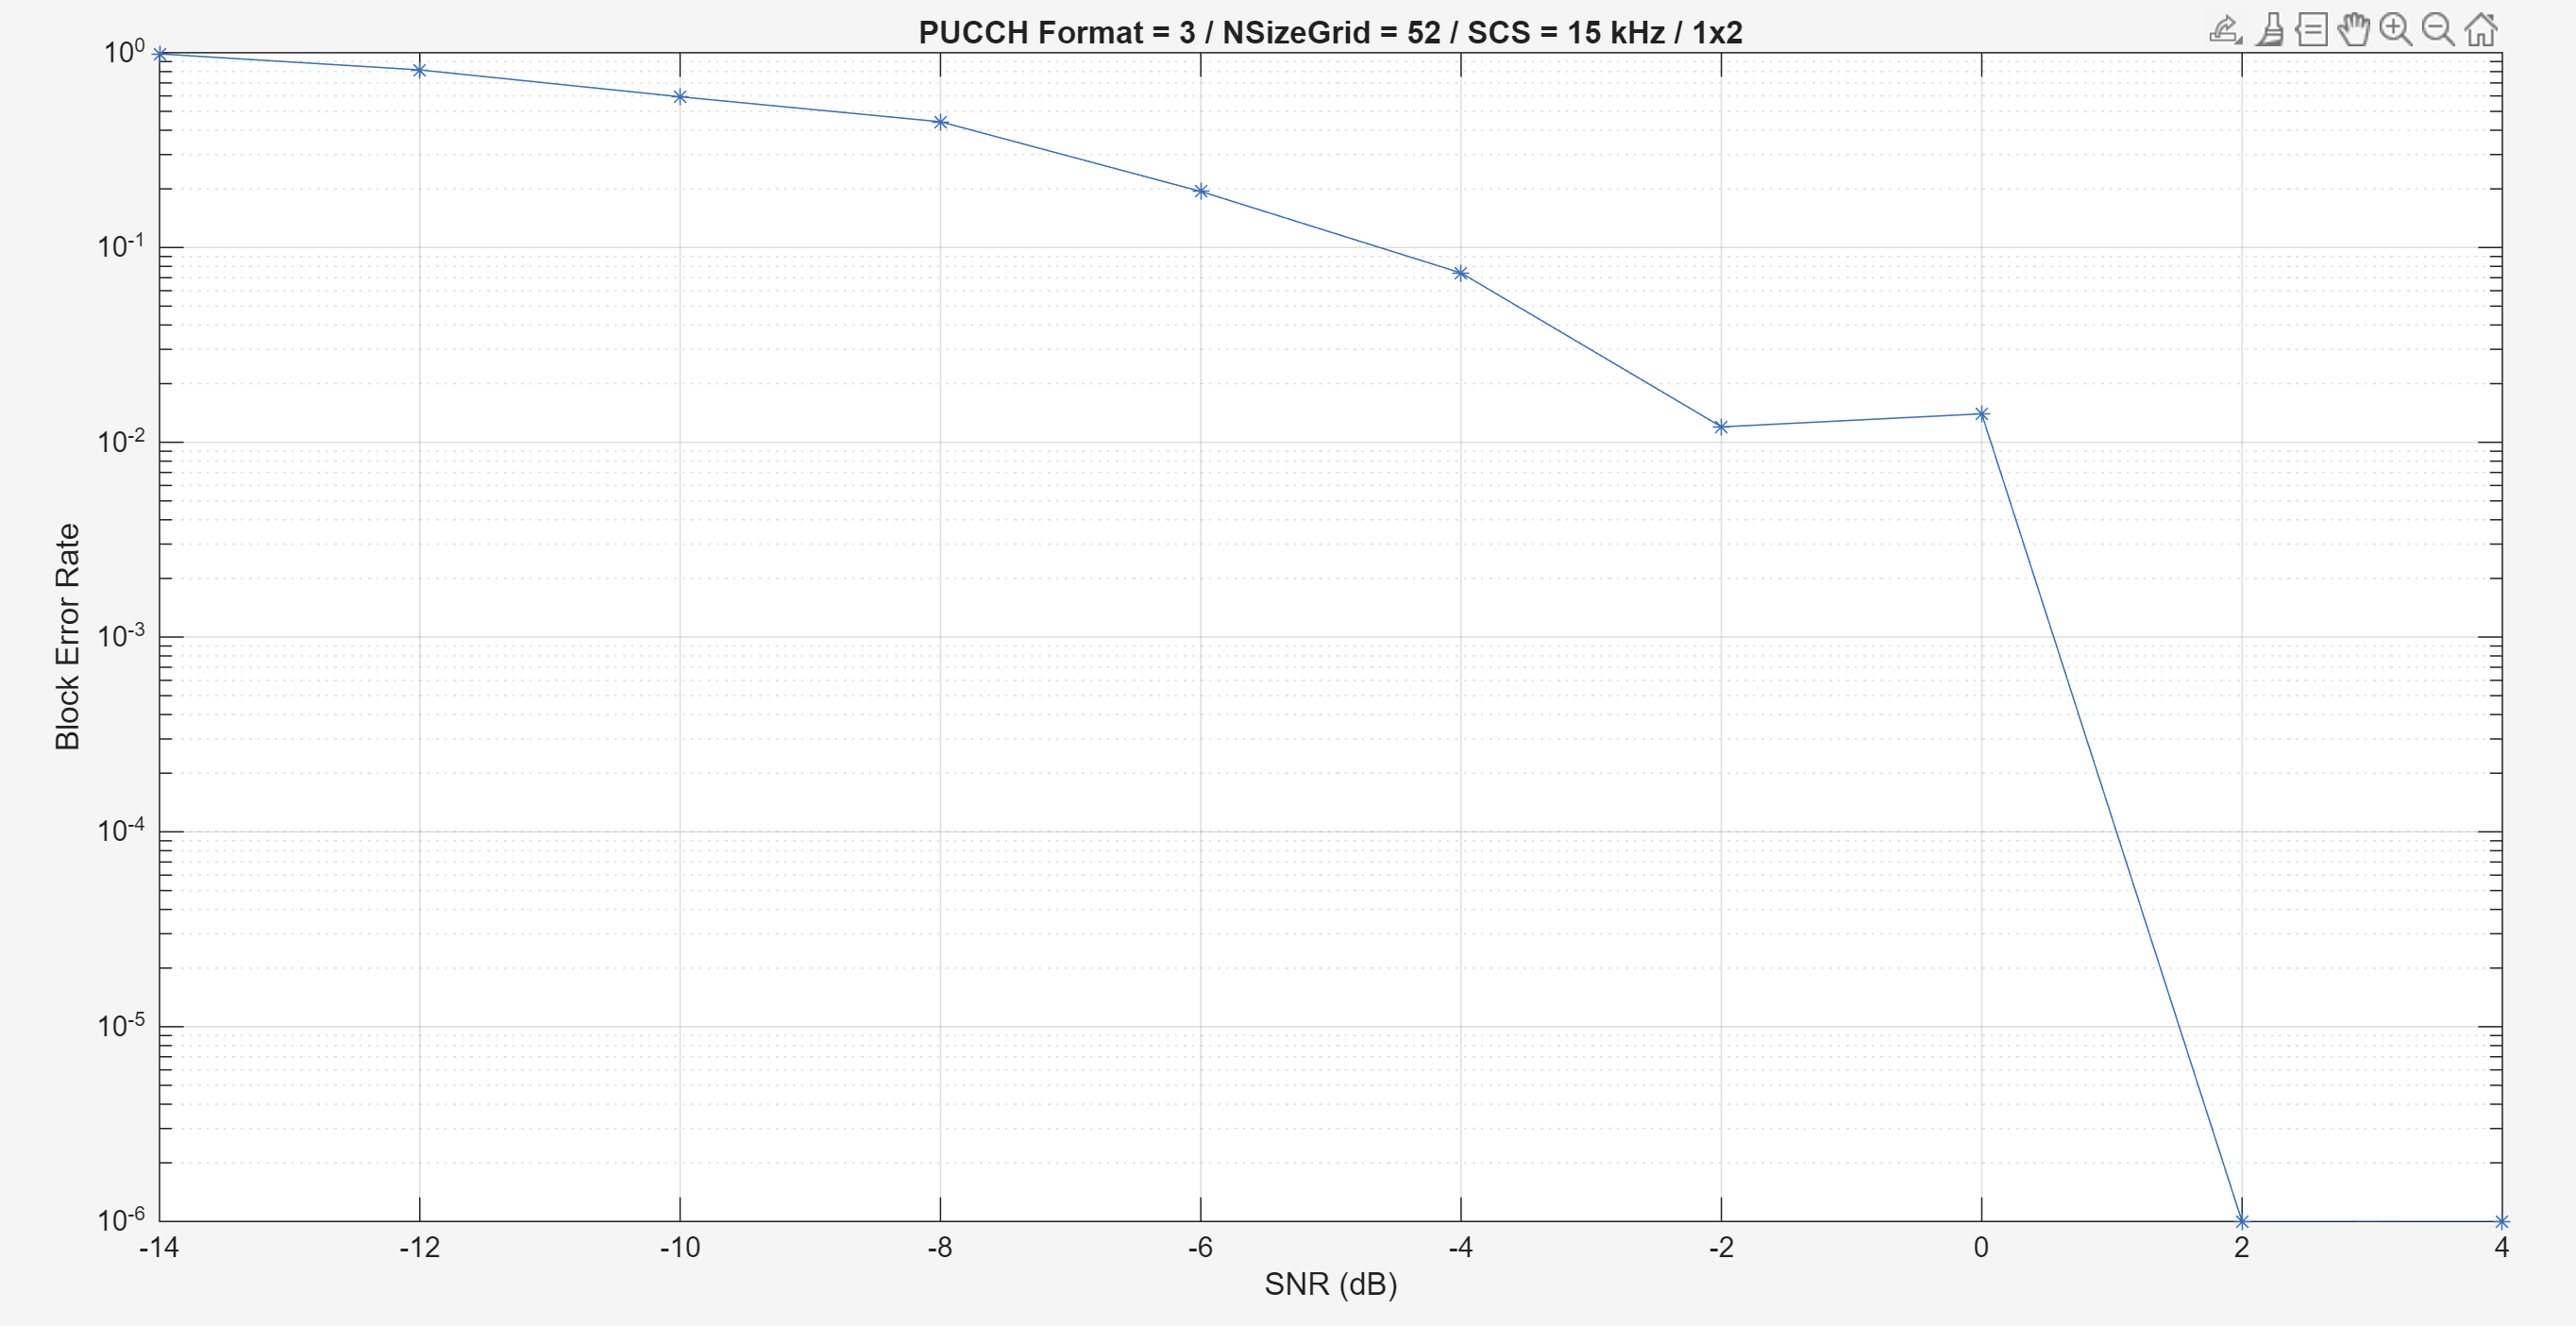 PUCCH Format = 3 / NSizeGrid = 52 / SCS = 15 kHz / 1x2
10^0
10^-1
10^-2
10^-3
10^-4
10^-5
10^-6
Block Error Rate
-14 -12 -10 -8 -6 -4 -2 0 2 4
SNR (dB)